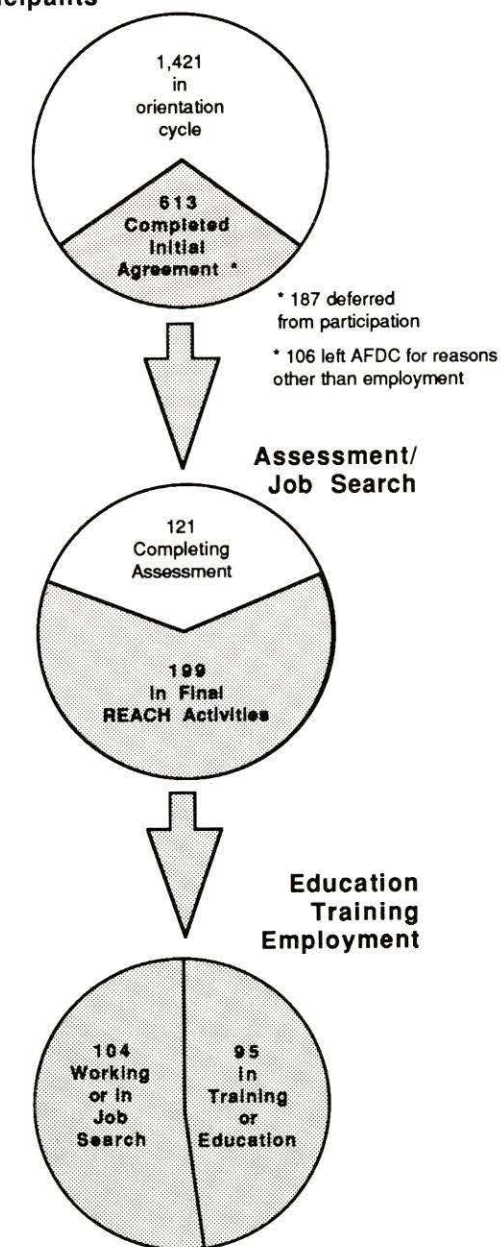 1,421
in
orientation
cycle
613
Completed
Initial
Agreement *
* 187 deferred
from participation
* 106 left AFDC for reasons
other than employment
Assessment/
Job Search
121
Completing
Assessment
199
In Final
REACH Activities
Education
Training
Employment
104
Working
or in
Job
Search
95
In
Training
or
Education